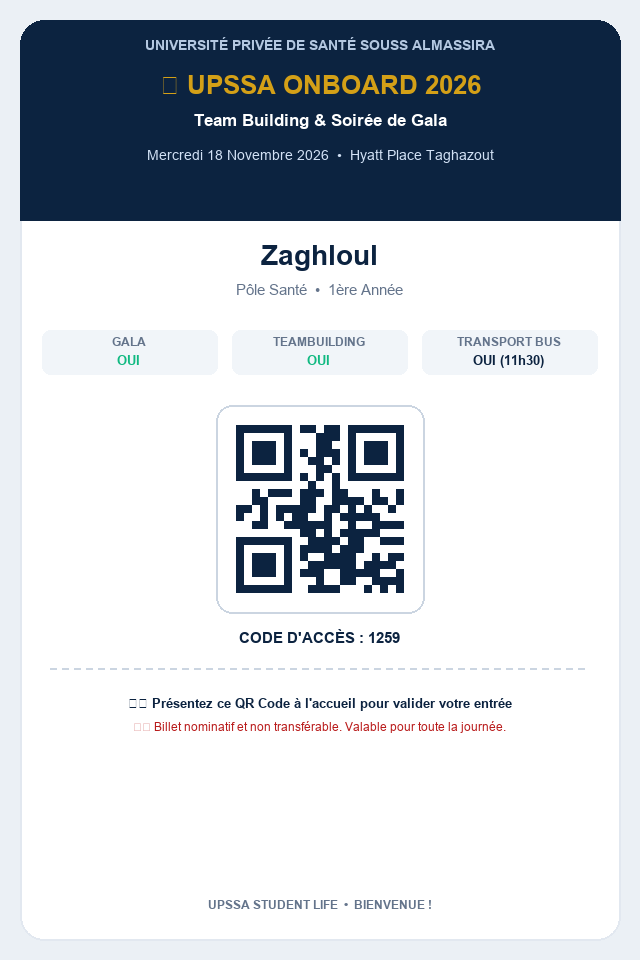 UNIVERSITÉ PRIVÉE DE SANTÉ SOUSS ALMASSIRA
UPSSA ONBOARD 2026
Team Building & Soirée de Gala
Mercredi 18 Novembre 2026 • Hyatt Place Taghazout
Zaghloul
Pôle Santé • 1ère Année
GALA
OUI
TEAMBUILDING
OUI
TRANSPORT BUS
OUI (11h30)
CODE D'ACCÈS : 1259
Présentez ce QR Code à l'accueil pour valider votre entrée
Billet nominatif et non transférable. Valable pour toute la journée.
UPSSA STUDENT LIFE • BIENVENUE !